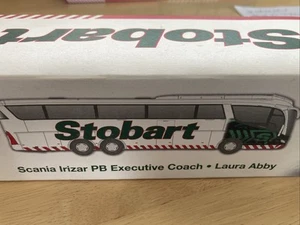 Stobart
Stobart
Scania Irizar PB Executive Coach • Laura Abby